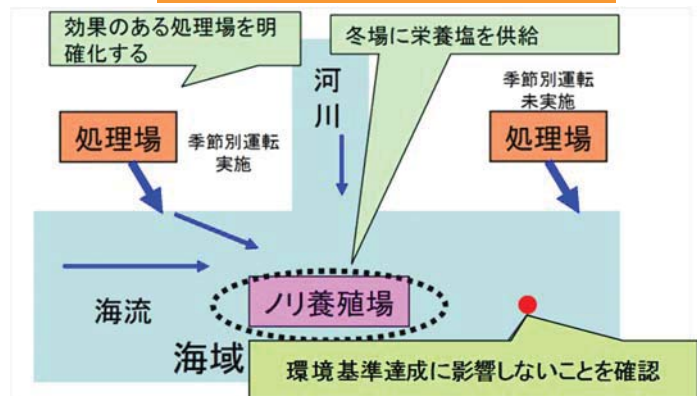 効果のある処理場を明
確化する
冬場に栄養塩を供給
河
川
季節別運転
未実施
処理場
季節別運転
実施
処理場
海流
ノリ養殖場
海域
環境基準達成に影響しないことを確認